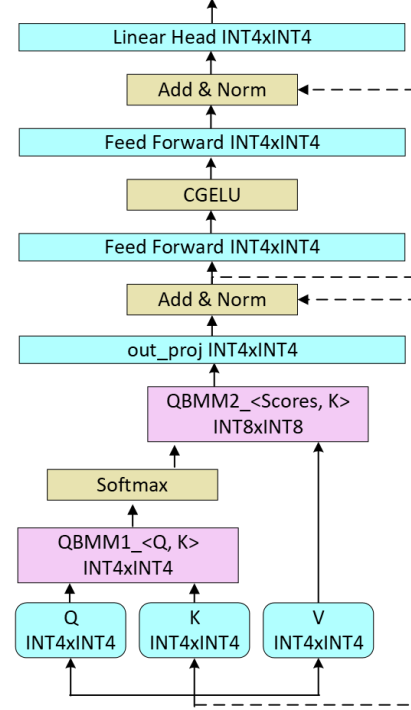 Linear Head INT4xINT4
Add & Norm
Feed Forward INT4xINT4
CGELU
Feed Forward INT4xINT4
Add & Norm
out_proj INT4xINT4
QBMM2_<Scores, K>
INT8xINT8
Softmax
QBMM1_<Q, K>
INT4xINT4
Q
INT4xINT4
K
INT4xINT4
V
INT4xINT4